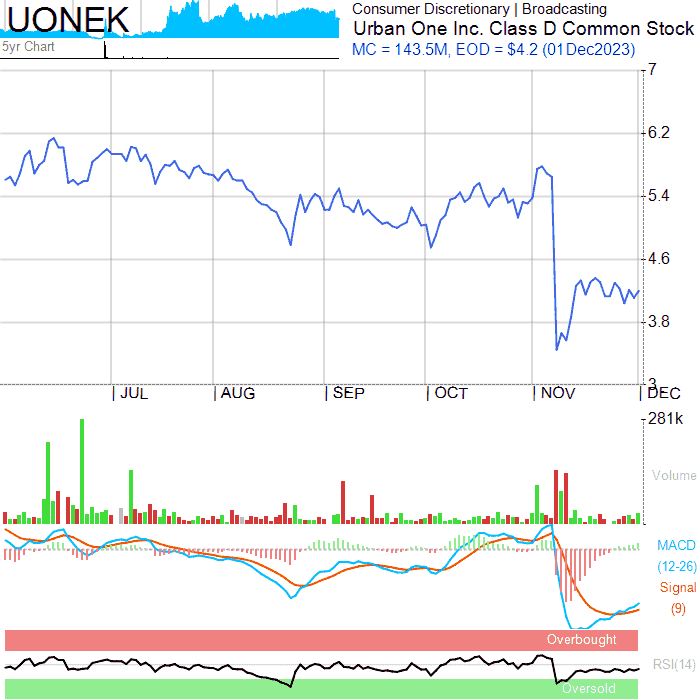 UONEK
Consumer Discretionary | Broadcasting
Urban One Inc. Class D Common Stock
5yr Chart
MC = 143.5M, EOD = $4.2 (01Dec2023)
7
6.2
5.4
4.6
3.8
3
JUL AUG SEP OCT NOV DEC
281k
Volume
MACD
(12-26)
Signal
(9)
Overbought
RSI(14)
Oversold